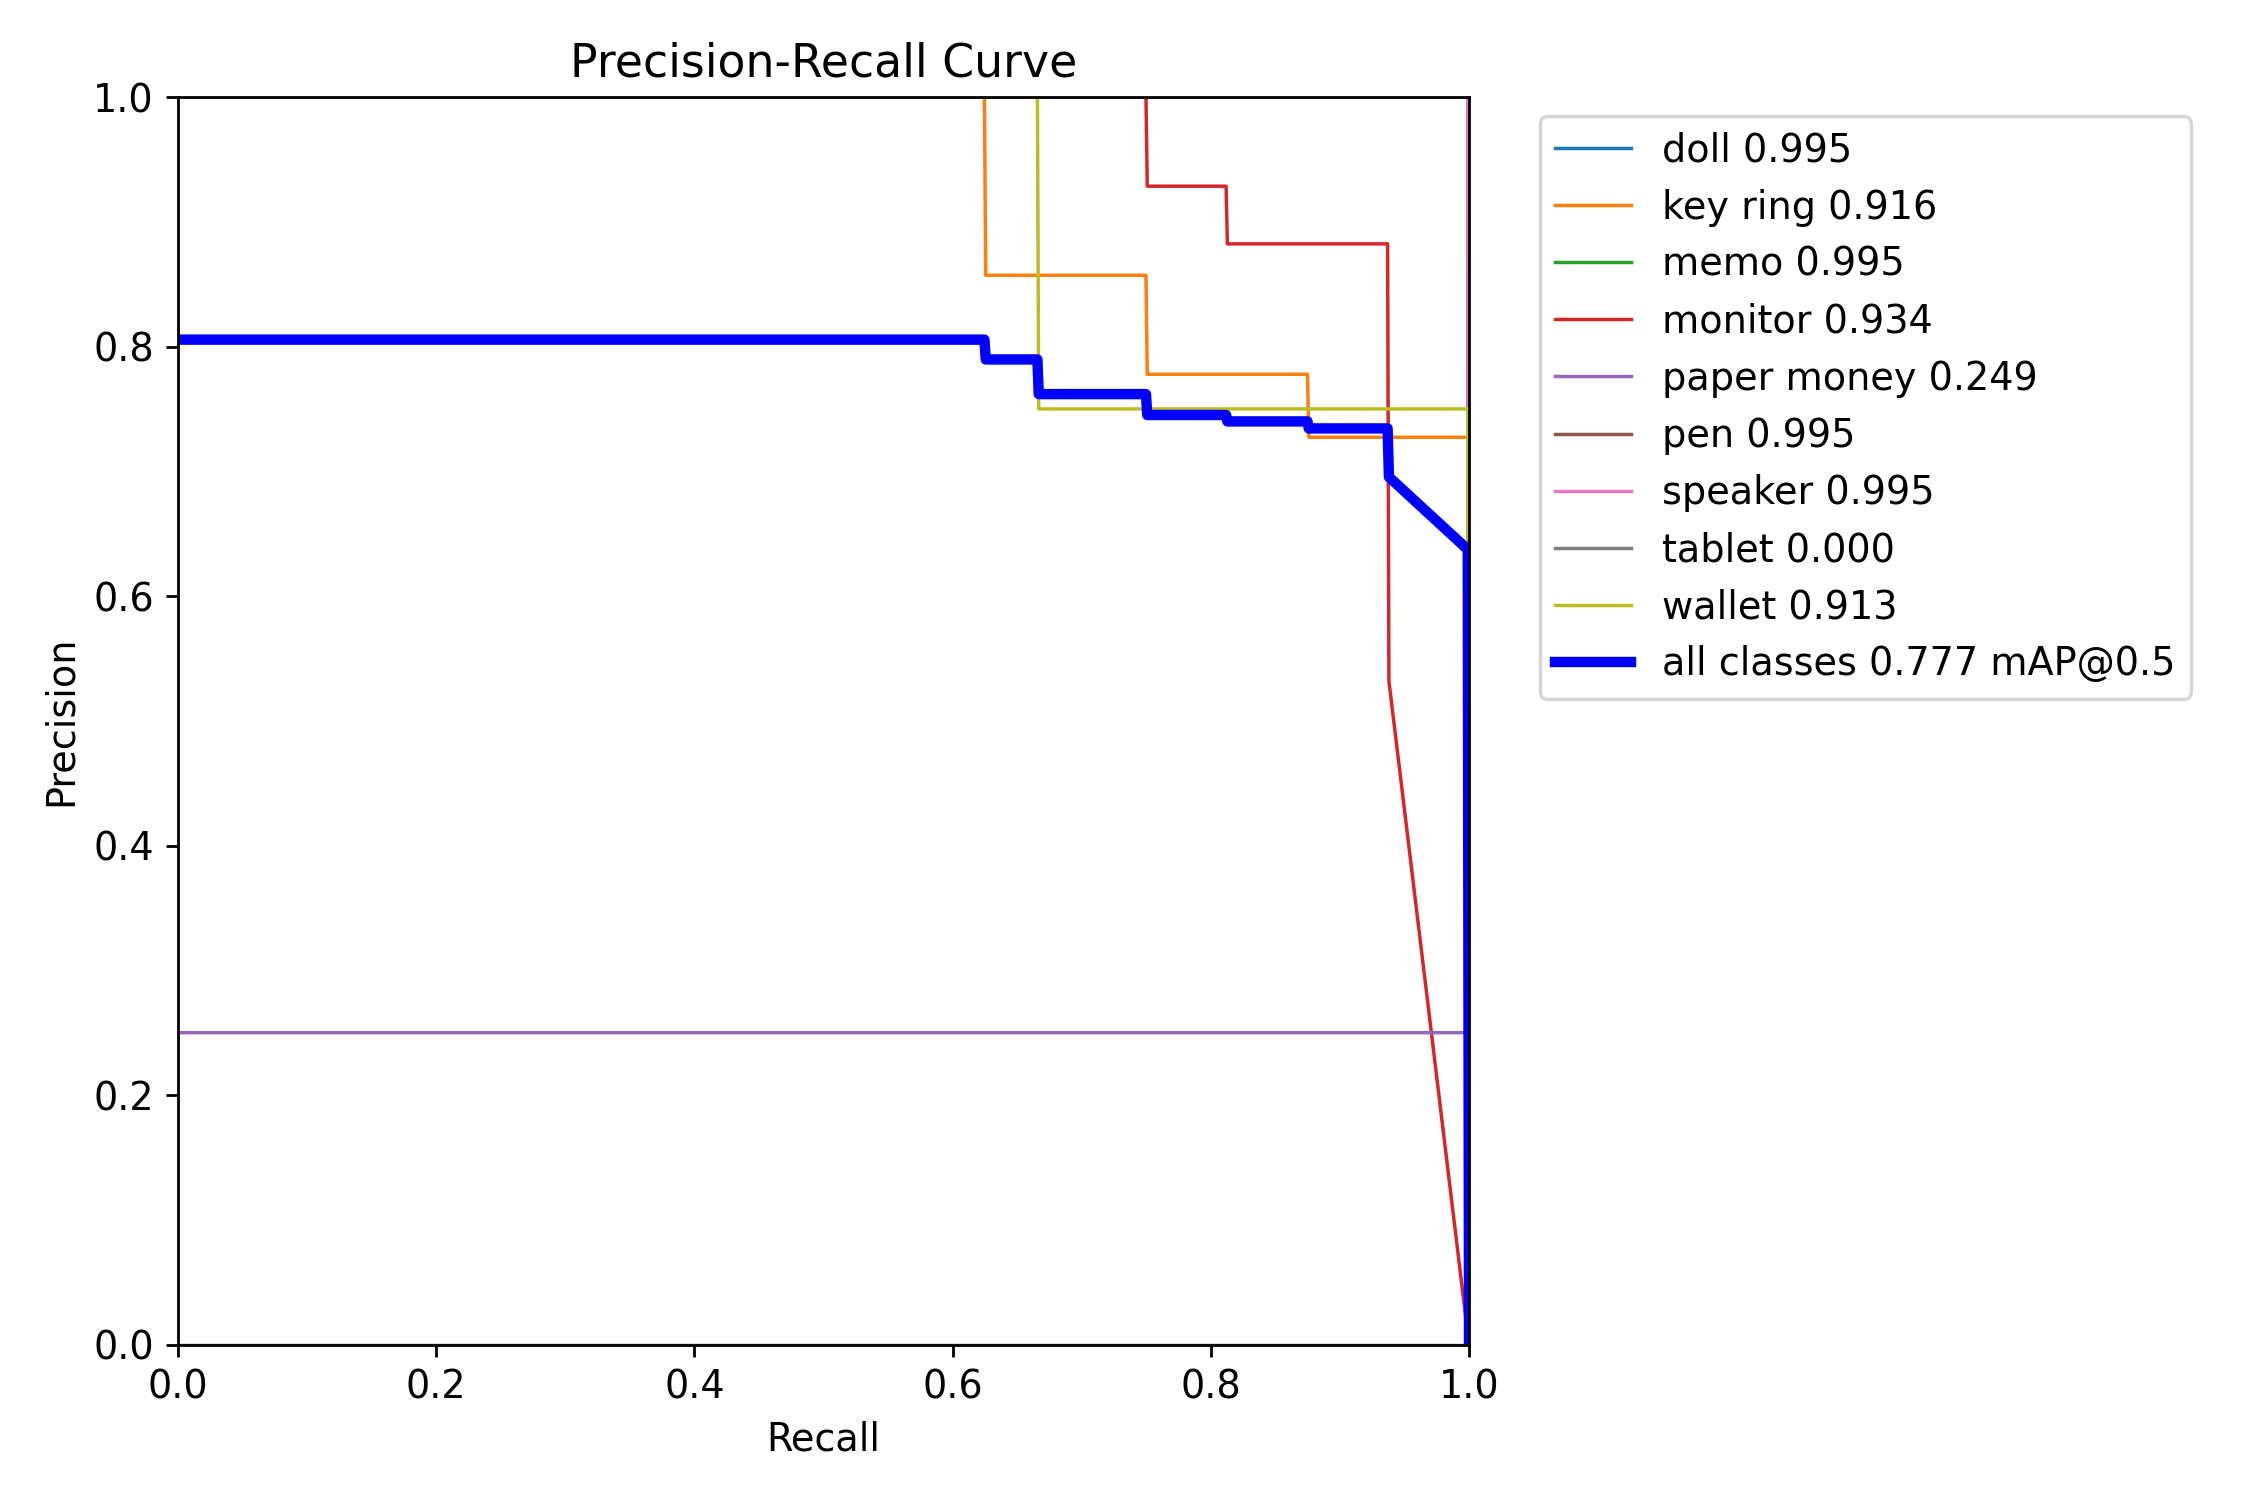 Precision-Recall Curve
1.0
0.8
0.6
0.4
0.2
0.0
Precision
0.0 0.2 0.4 0.6 0.8 1.0
Recall
doll 0.995
key ring 0.916
memo 0.995
monitor 0.934
paper money 0.249
pen 0.995
speaker 0.995
tablet 0.000
wallet 0.913
all classes 0.777 mAP@0.5